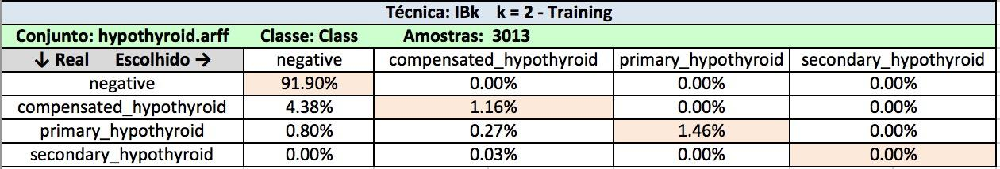 Técnica: IBk k = 2 - Training
Conjunto: hypothyroid.arff Classe: Class Amostras: 3013
↓ Real Escolhido → negative compensated_hypothyroid primary_hypothyroid secondary_hypothyroid
negative 91.90% 0.00% 0.00% 0.00%
compensated_hypothyroid 4.38% 1.16% 0.00% 0.00%
primary_hypothyroid 0.80% 0.27% 1.46% 0.00%
secondary_hypothyroid 0.00% 0.03% 0.00% 0.00%